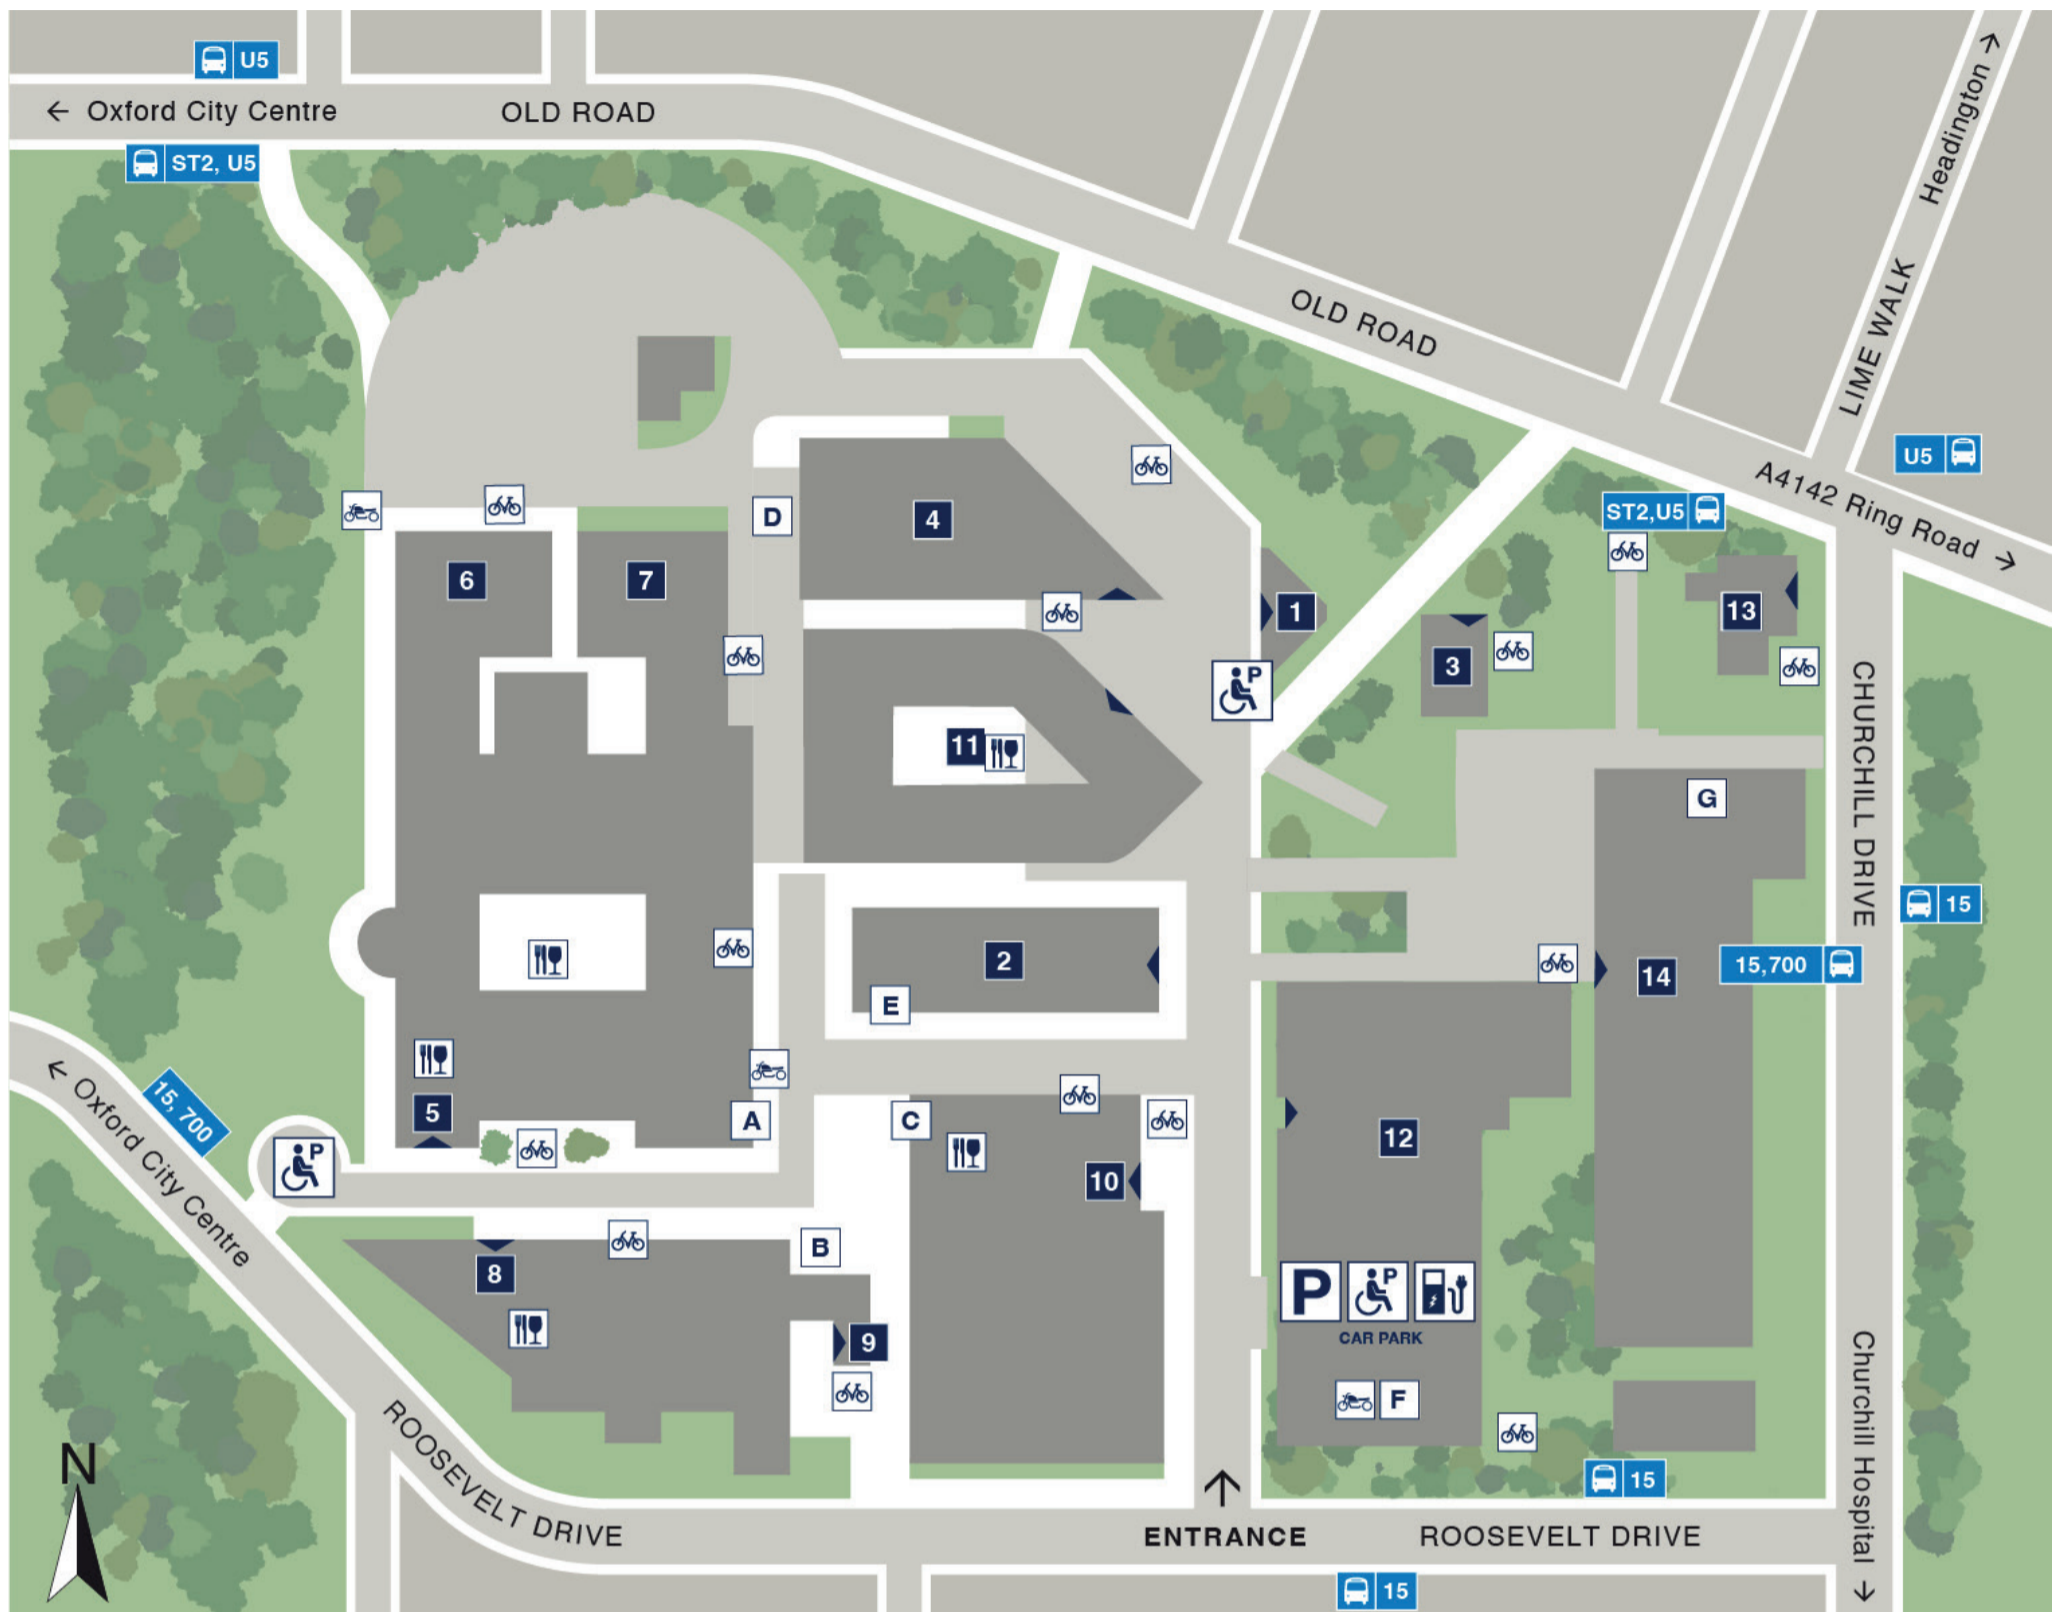 U5
← Oxford City Centre
OLD ROAD
ST2, U5
Headington →
OLD ROAD
LIME WALK
U5
A4142 Ring Road →
ST2,U5
D
4
6
7
1
13
3
11
G
CHURCHILL DRIVE
15
2
15,700
14
E
← Oxford City Centre
15, 700
5
A
C
12
10
P
B
8
P
P
P
CAR PARK
9
F
Churchill Hospital →
N
ROOSEVELT DRIVE
15
ENTRANCE
ROOSEVELT DRIVE
15